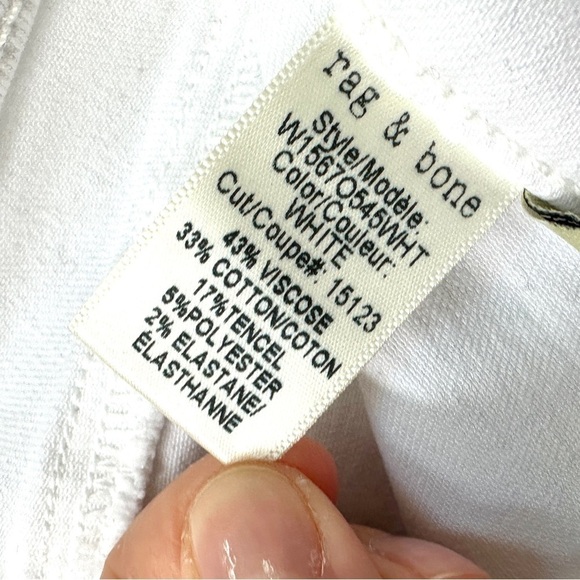 rag & bone
Style/Modèle:
W1567O545WHT
Color/Couleur:
WHITE
Cut/Coupe#: 15123
43% VISCOSE
33% COTTON/COTON
17%TENCEL
5%POLYESTER
2% ELASTANE/
ELASTHANNE